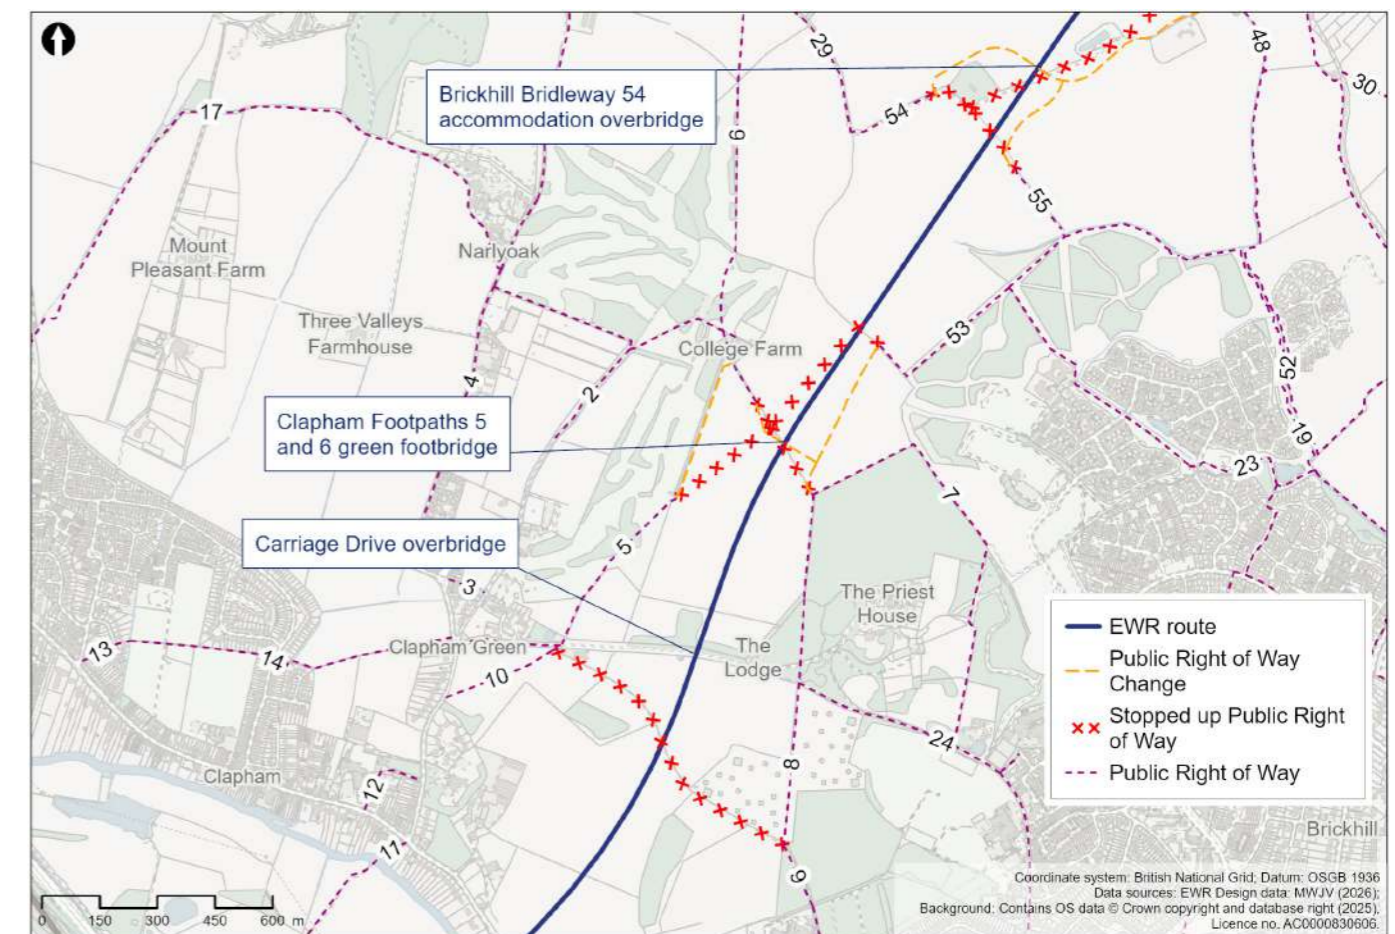 29
48
30
Brickhill Bridleway 54
accommodation overbridge
54
17
6
55
Mount
Pleasant Farm
Narlyoak
Three Valleys
Farmhouse
College Farm
53
4
2
52
Clapham Footpaths 5
and 6 green footbridge
19
23
7
Carriage Drive overbridge
5
3
The Priest
House
13
14
Clapham Green
10
The
Lodge
24
8
Clapham
12
11
9
Brickhill
EWR route
Public Right of Way
Change
Stopped up Public Right
of Way
Public Right of Way
0 150 300 450 600 m
Coordinate system: British National Grid; Datum: OSGB 1936
Data sources: EWR Design data: MWJV (2026);
Background: Contains OS data © Crown copyright and database right (2025),
Licence no. AC0000830606.